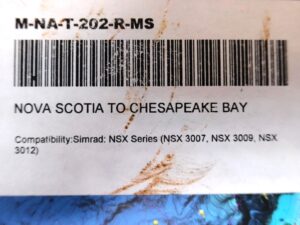 M-NA-T-202-R-MS
NOVA SCOTIA TO CHESAPEAKE BAY
Compatibility:Simrad: NSX Series (NSX 3007, NSX 3009, NSX
3012)